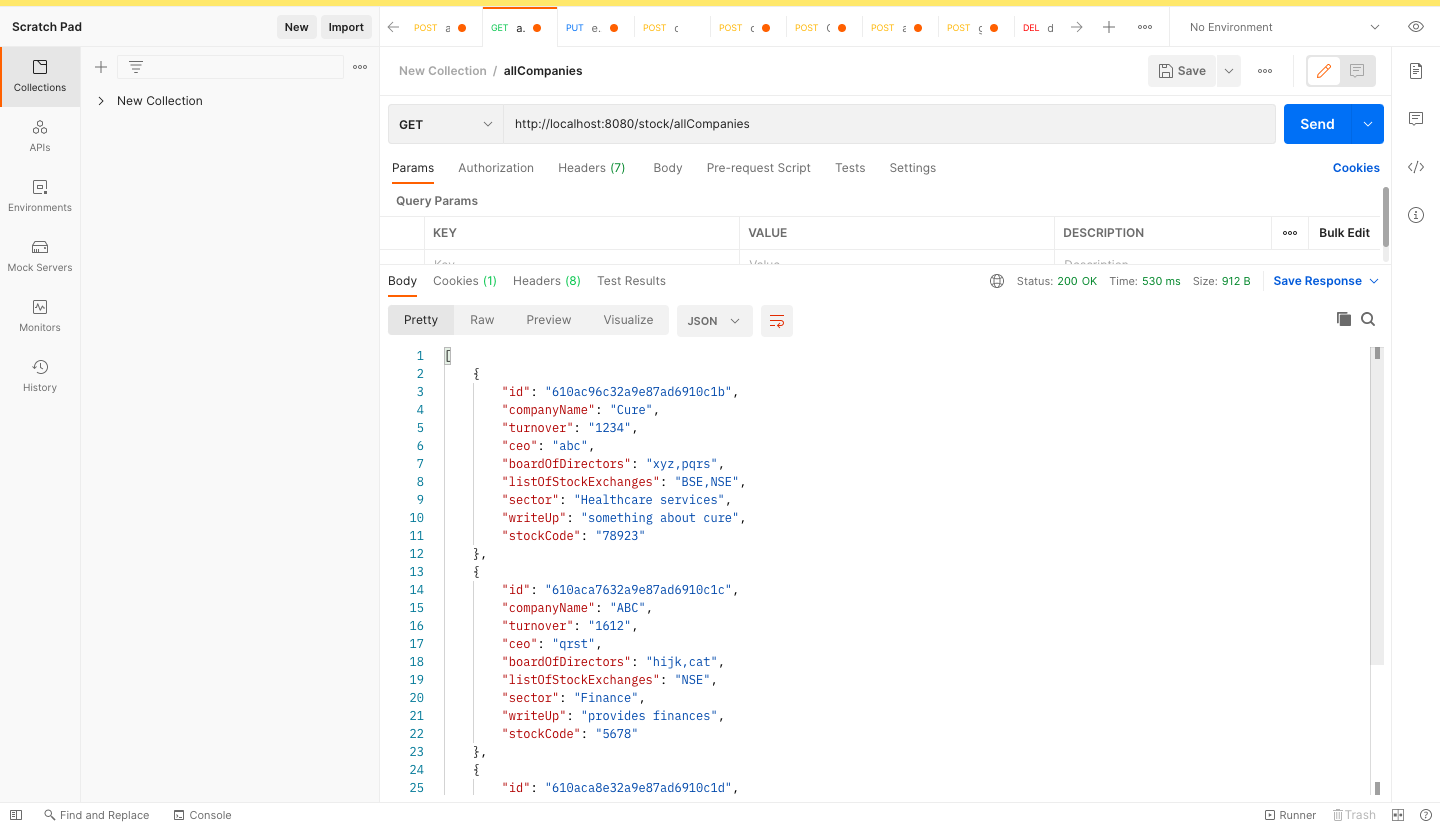 Scratch Pad
New
Import
POST a
GET a.
PUT e.
POST c
POST c
POST (
POST a
POST g
DEL d
No Environment
Collections
New Collection
New Collection / allCompanies
Save
GET
http://localhost:8080/stock/allCompanies
Send
APIs
Environments
Mock Servers
Monitors
History
Params
Authorization
Headers (7)
Body
Pre-request Script
Tests
Settings
Cookies
Query Params
KEY
VALUE
DESCRIPTION
Bulk Edit
Key
Value
Description
Body
Cookies (1)
Headers (8)
Test Results
Status: 200 OK
Time: 530 ms
Size: 912 B
Save Response
Pretty
Raw
Preview
Visualize
JSON
1 [
2 {
3 "id": "610ac96c32a9e87ad6910c1b",
4 "companyName": "Cure",
5 "turnover": "1234",
6 "ceo": "abc",
7 "boardOfDirectors": "xyz,pqrs",
8 "listOfStockExchanges": "BSE,NSE",
9 "sector": "Healthcare services",
10 "writeUp": "something about cure",
11 "stockCode": "78923"
12 },
13 {
14 "id": "610aca7632a9e87ad6910c1c",
15 "companyName": "ABC",
16 "turnover": "1612",
17 "ceo": "qrst",
18 "boardOfDirectors": "hijk,cat",
19 "listOfStockExchanges": "NSE",
20 "sector": "Finance",
21 "writeUp": "provides finances",
22 "stockCode": "5678"
23 },
24 {
25 "id": "610aca8e32a9e87ad6910c1d",
Find and Replace
Console
Runner
Trash